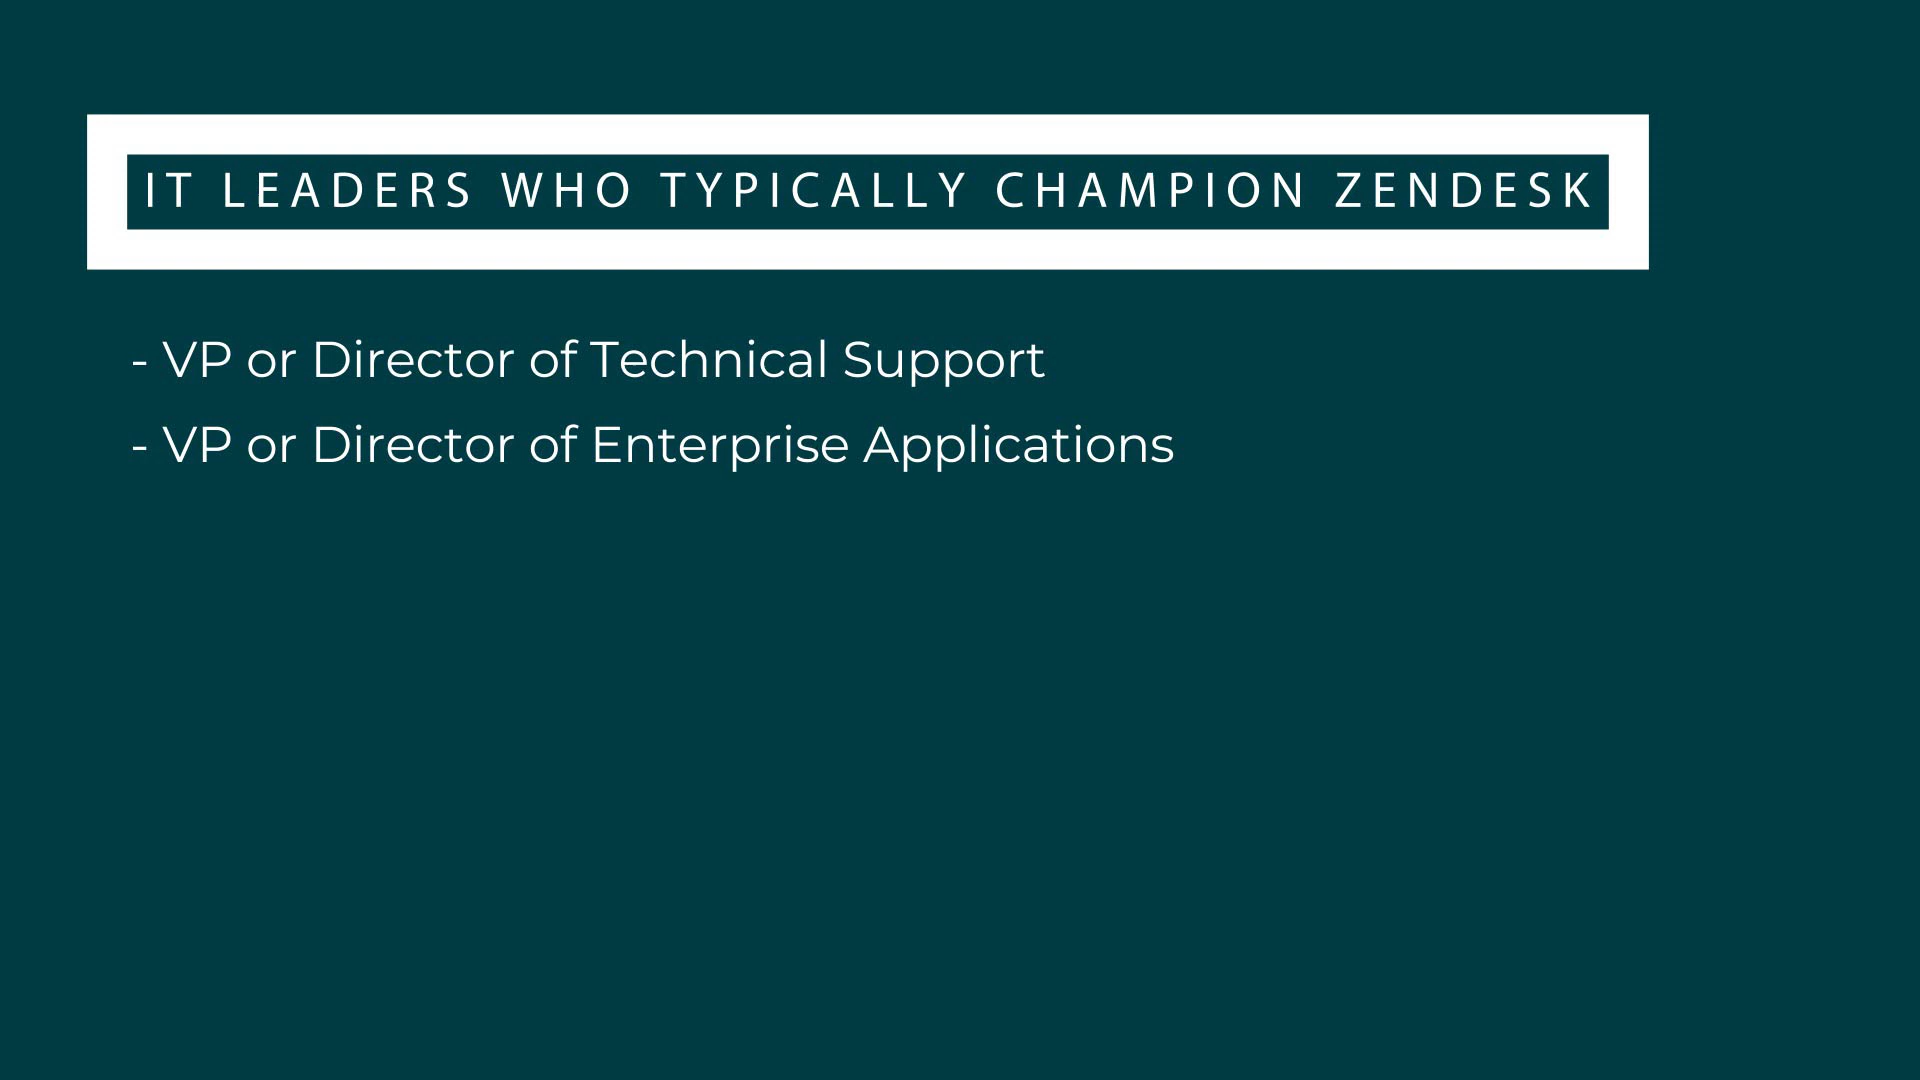 IT LEADERS WHO TYPICALLY CHAMPION ZENDESK
- VP or Director of Technical Support
- VP or Director of Enterprise Applications